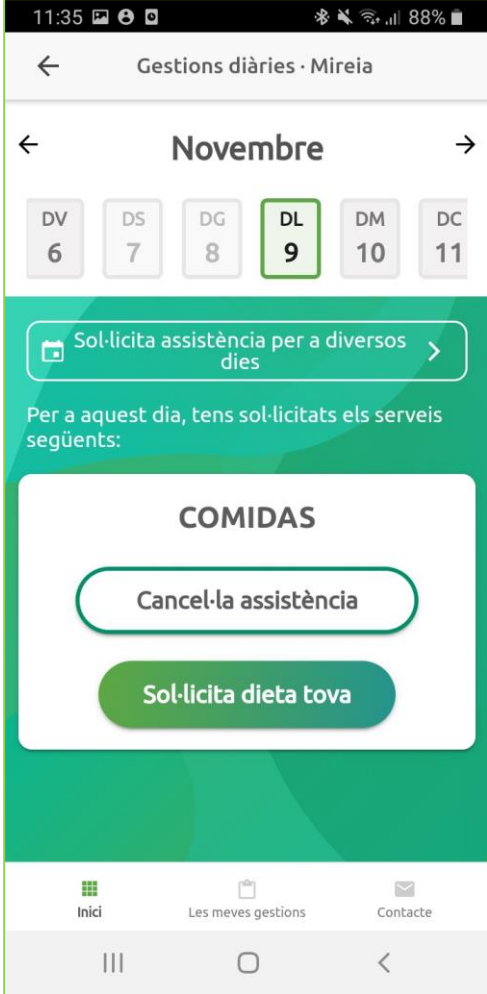 11:35 88%
Gestions diàries · Mireia
Novembre
DV DS DG DL DM DC
6 7 8 9 10 11
Sol·licita assistència per a diversos
dies
Per a aquest dia, tens sol·licitats els serveis
següents:
COMIDAS
Cancel·la assistència
Sol·licita dieta tova
Inici Les meves gestions Contacte